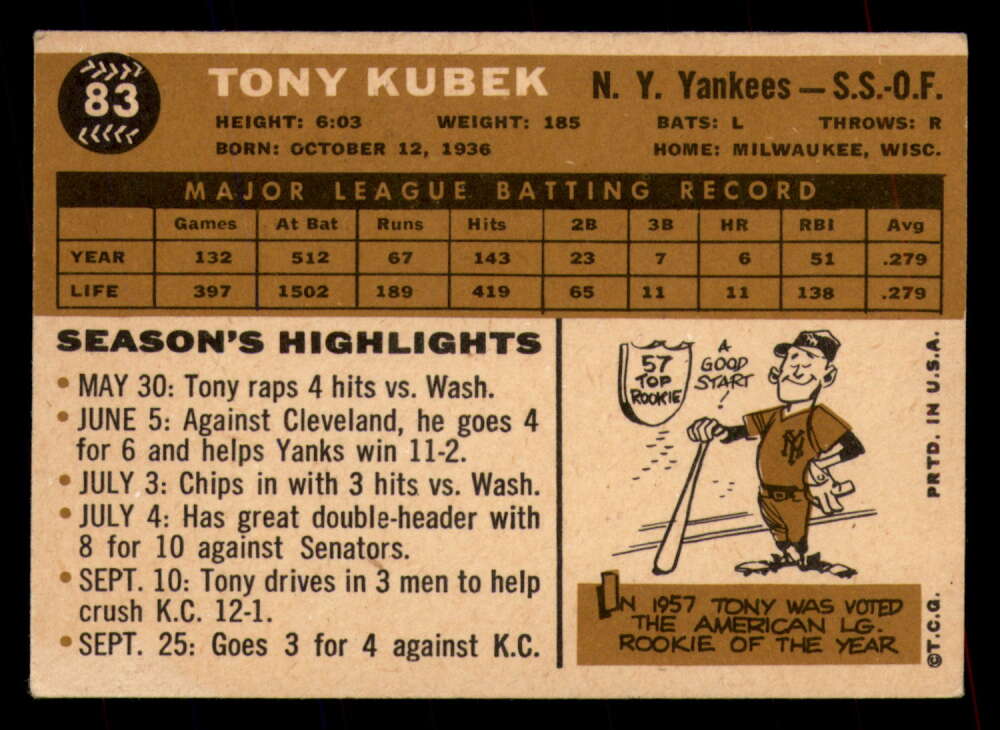 83
TONY KUBEK
N. Y. Yankees — S.S.-O.F.
HEIGHT: 6:03 WEIGHT: 185 BATS: L THROWS: R
BORN: OCTOBER 12, 1936 HOME: MILWAUKEE, WISC.
MAJOR LEAGUE BATTING RECORD
Games At Bat Runs Hits 2B 3B HR RBI Avg
YEAR 132 512 67 143 23 7 6 51 .279
LIFE 397 1502 189 419 65 11 11 138 .279
SEASON'S HIGHLIGHTS
• MAY 30: Tony raps 4 hits vs. Wash.
• JUNE 5: Against Cleveland, he goes 4
for 6 and helps Yanks win 11-2.
• JULY 3: Chips in with 3 hits vs. Wash.
• JULY 4: Has great double-header with
8 for 10 against Senators.
• SEPT. 10: Tony drives in 3 men to help
crush K.C. 12-1.
• SEPT. 25: Goes 3 for 4 against K.C.
57
TOP
ROOKIE
A
GOOD
START
!
NY
IN 1957 TONY WAS VOTED
THE AMERICAN LG.
ROOKIE OF THE YEAR
PRTD. IN U.S.A.
©T.C.G.